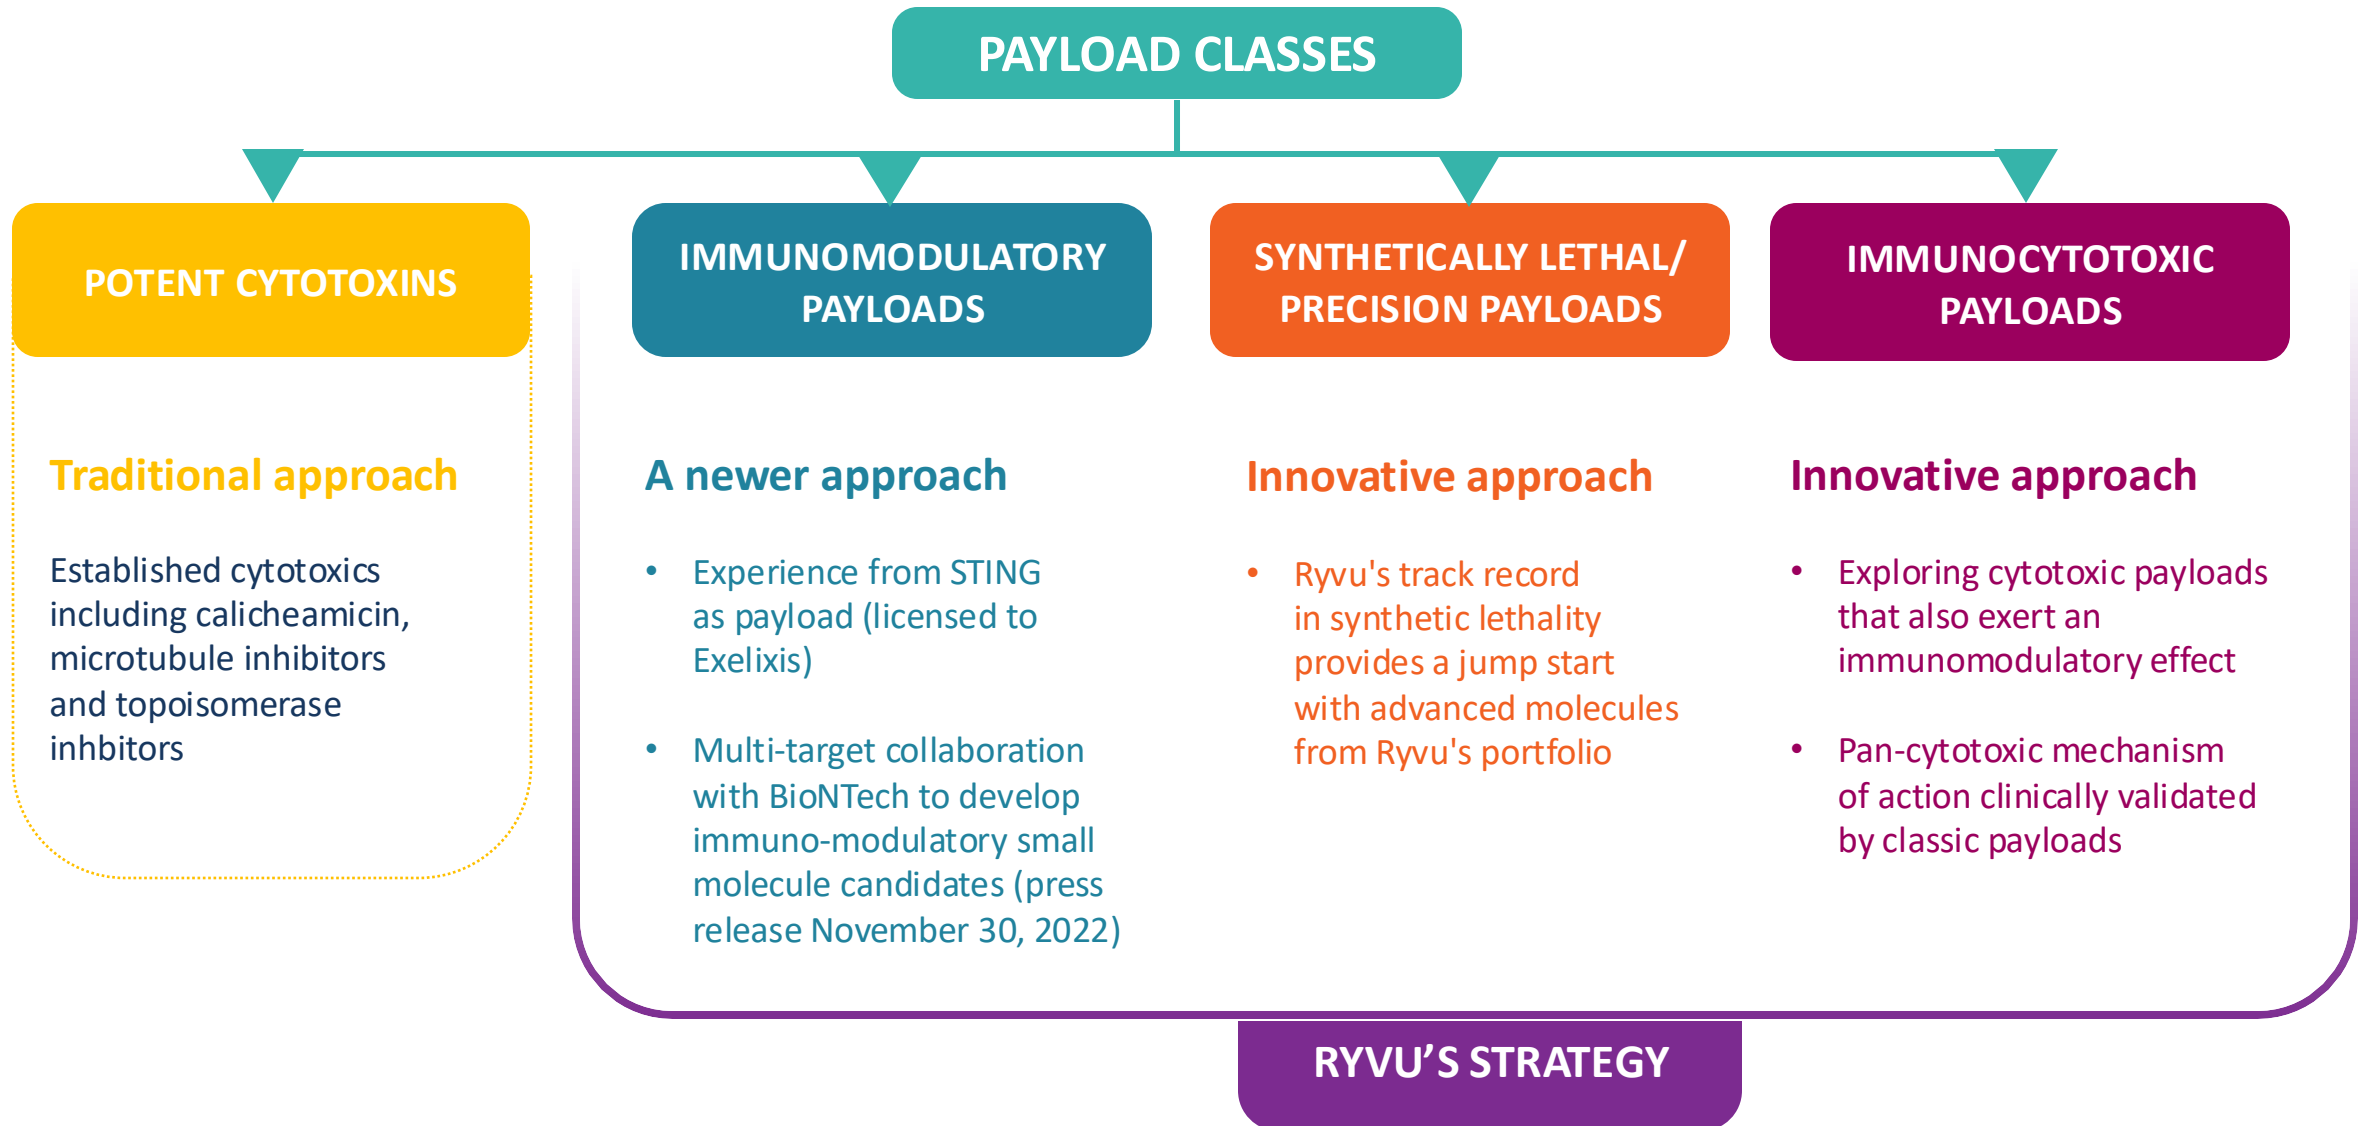 PAYLOAD CLASSES
POTENT CYTOTOXINS
Traditional approach
Established cytotoxics
including calicheamicin,
microtubule inhibitors
and topoisomerase
inhbitors
IMMUNOMODULATORY
PAYLOADS
A newer approach
• Experience from STING
as payload (licensed to
Exelixis)
• Multi-target collaboration
with BioNTech to develop
immuno-modulatory small
molecule candidates (press
release November 30, 2022)
SYNTHETICALLY LETHAL/
PRECISION PAYLOADS
Innovative approach
• Ryvu's track record
in synthetic lethality
provides a jump start
with advanced molecules
from Ryvu's portfolio
IMMUNOCYTOTOXIC
PAYLOADS
Innovative approach
• Exploring cytotoxic payloads
that also exert an
immunomodulatory effect
• Pan-cytotoxic mechanism
of action clinically validated
by classic payloads
RYVU’S STRATEGY